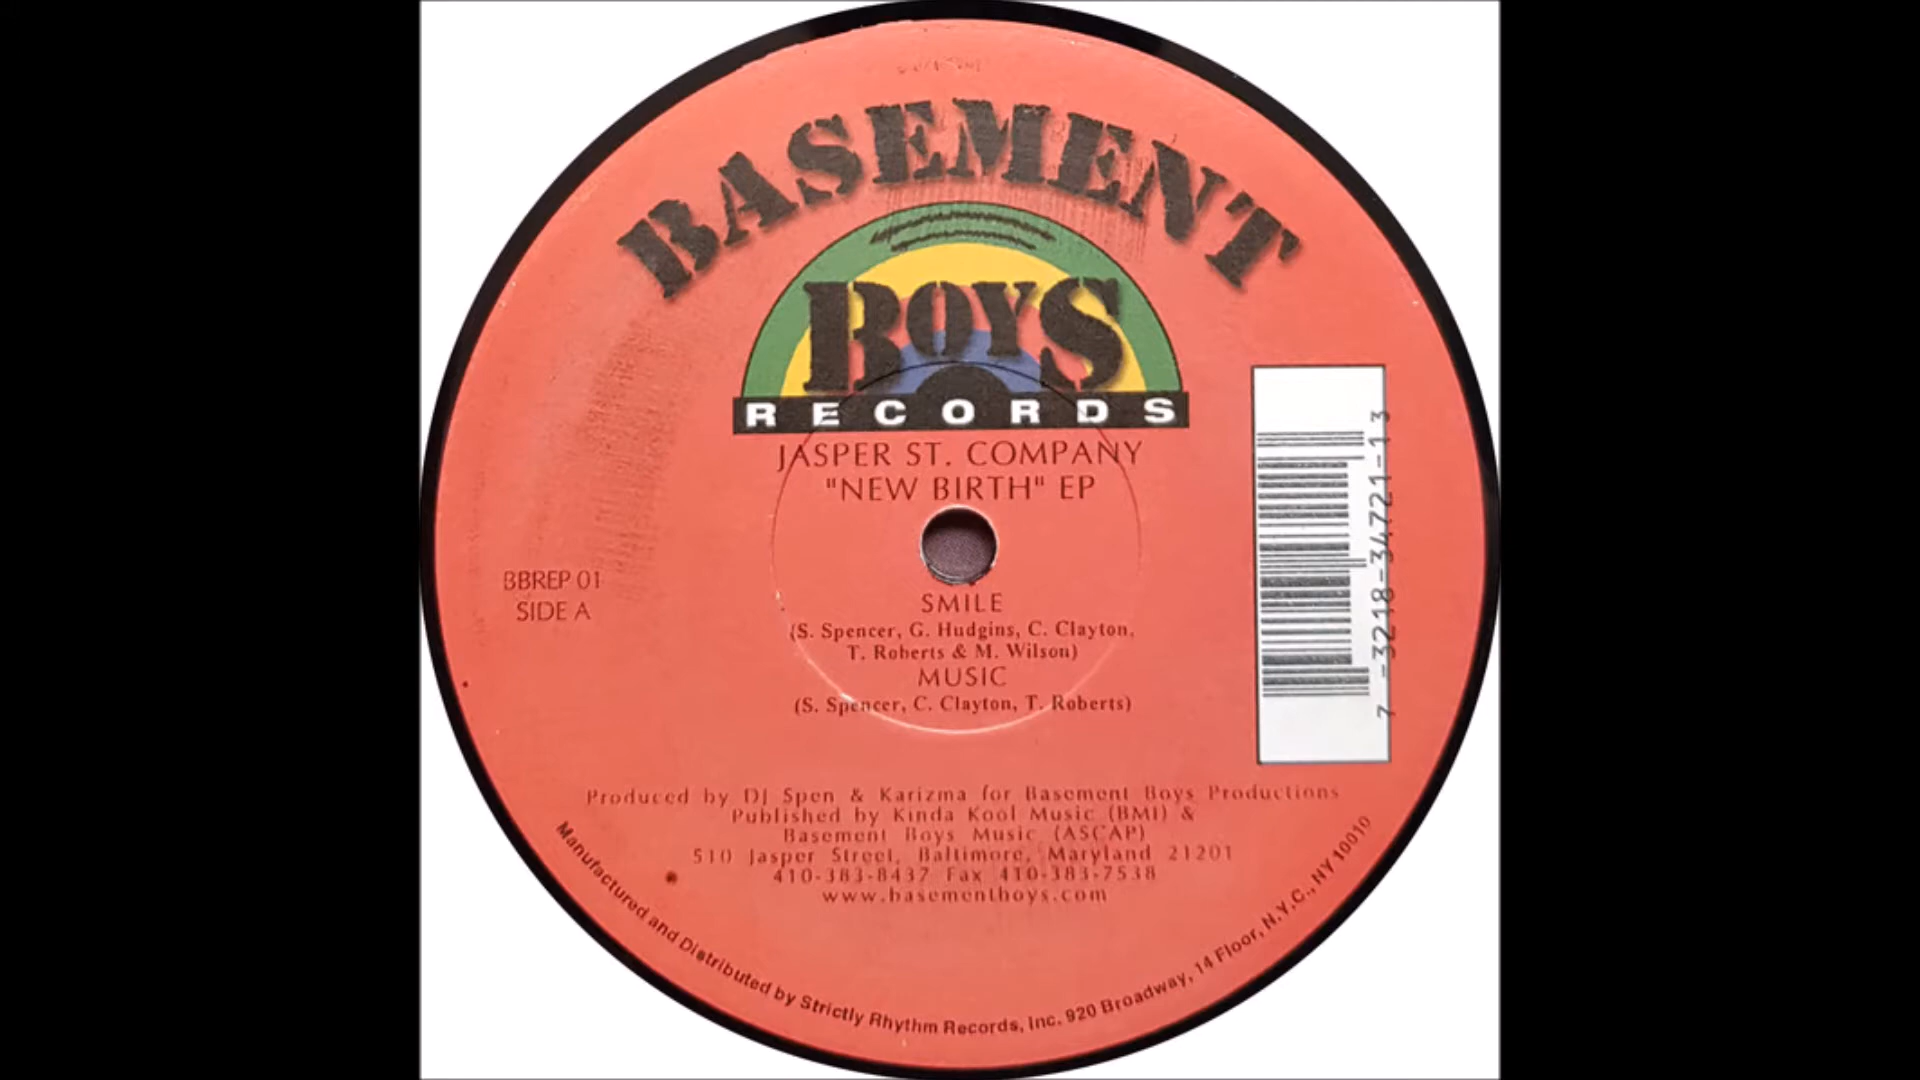 BASEMENT
BOYS
RECORDS
JASPER ST. COMPANY
"NEW BIRTH" EP
BBREP 01
SIDE A
SMILE
(S. Spencer, G. Hudgins, C. Clayton,
T. Roberts & M. Wilson)
MUSIC
(S. Spencer, C. Clayton, T. Roberts)
7 -3218-34721-13
Produced by DJ Spen & Karizma for Basement Boys Productions
Published by Kinda Kool Music (BMI) &
Basement Boys Music (ASCAP)
510 Jasper Street, Baltimore, Maryland 21201
410-383-8437 Fax 410-383-7538
www.basementboys.com
Manufactured and Distributed by Strictly Rhythm Records, Inc. 920 Broadway, 14 Floor, N.Y.C., NY 10010